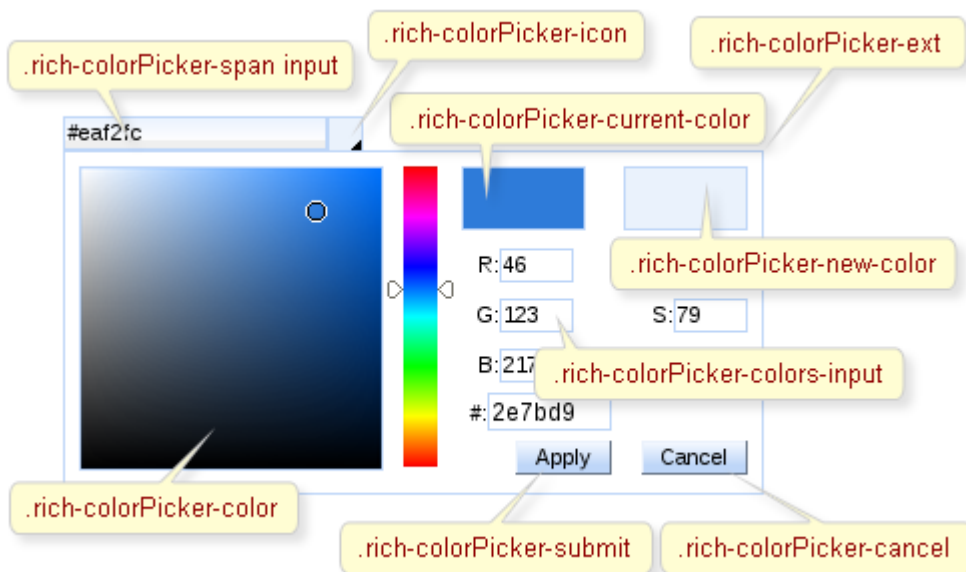 .rich-colorPicker-icon
.rich-colorPicker-ext
.rich-colorPicker-span input
.rich-colorPicker-current-color
#eaf2fc
.rich-colorPicker-new-color
R: 46
G: 123
S: 79
B: 217
.rich-colorPicker-colors-input
#: 2e7bd9
Apply
Cancel
.rich-colorPicker-color
.rich-colorPicker-submit
.rich-colorPicker-cancel